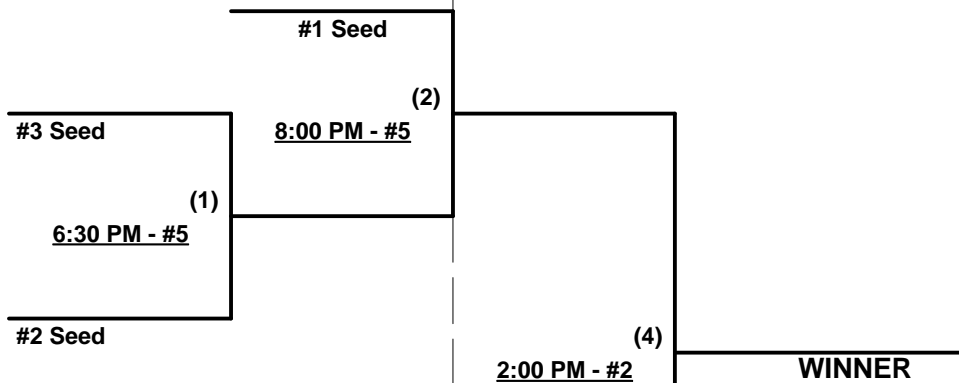 #1 Seed
(2)
8:00 PM - #5
#3 Seed
(1)
6:30 PM - #5
#2 Seed
(4)
2:00 PM - #2
WINNER